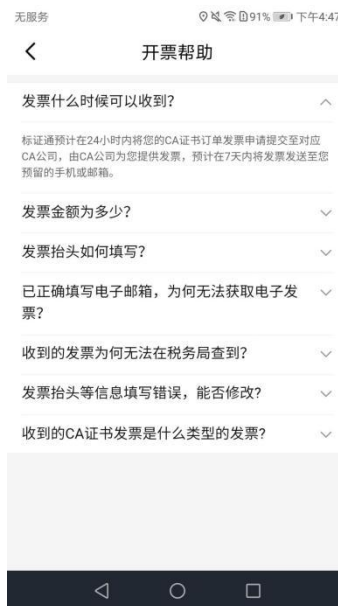 无服务 91% 下午4:47
开票帮助
发票什么时候可以收到?
标证通预计在24小时内将您的CA证书订单发票申请提交至对应
CA公司，由CA公司为您提供发票，预计在7天内将发票发送至您
预留的手机或邮箱。
发票金额为多少?
发票抬头如何填写?
已正确填写电子邮箱，为何无法获取电子发
票?
收到的发票为何无法在税务局查到?
发票抬头等信息填写错误，能否修改?
收到的CA证书发票是什么类型的发票?